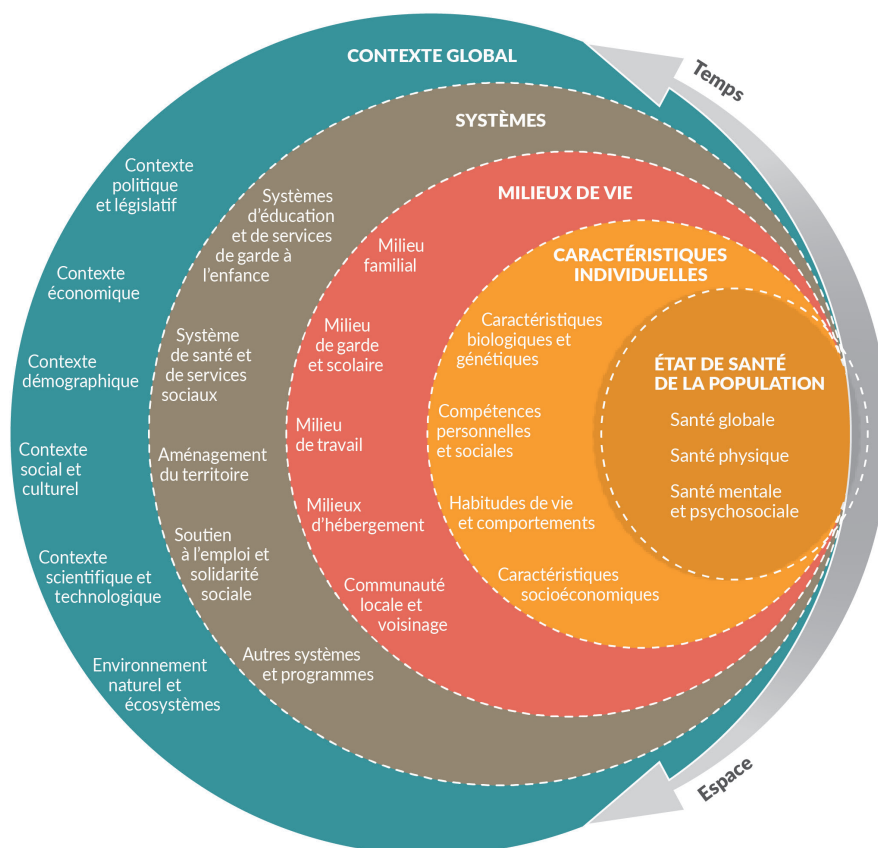 CONTEXTE GLOBAL
Temps
SYSTÈMES
MILIEUX DE VIE
CARACTÉRISTIQUES
INDIVIDUELLES
ÉTAT DE SANTÉ
DE LA POPULATION
Santé globale
Santé physique
Santé mentale
et psychosociale
Contexte
politique
et législatif
Contexte
économique
Contexte
démographique
Contexte
social et
culturel
Contexte
scientifique et
technologique
Environnement
naturel et
écosystèmes
Systèmes
d'éducation
et de services
de garde à
l'enfance
Système
de santé et
de services
sociaux
Aménagement
du territoire
Soutien
à l'emploi et
solidarité
sociale
Autres systèmes
et programmes
Milieu
familial
Milieu
de garde
et scolaire
Milieu
de travail
Milieux
d'hébergement
Communauté
locale et
voisinage
Caractéristiques
biologiques et
génétiques
Compétences
personnelles
et sociales
Habitudes de vie
et comportements
Caractéristiques
socioéconomiques
Espace